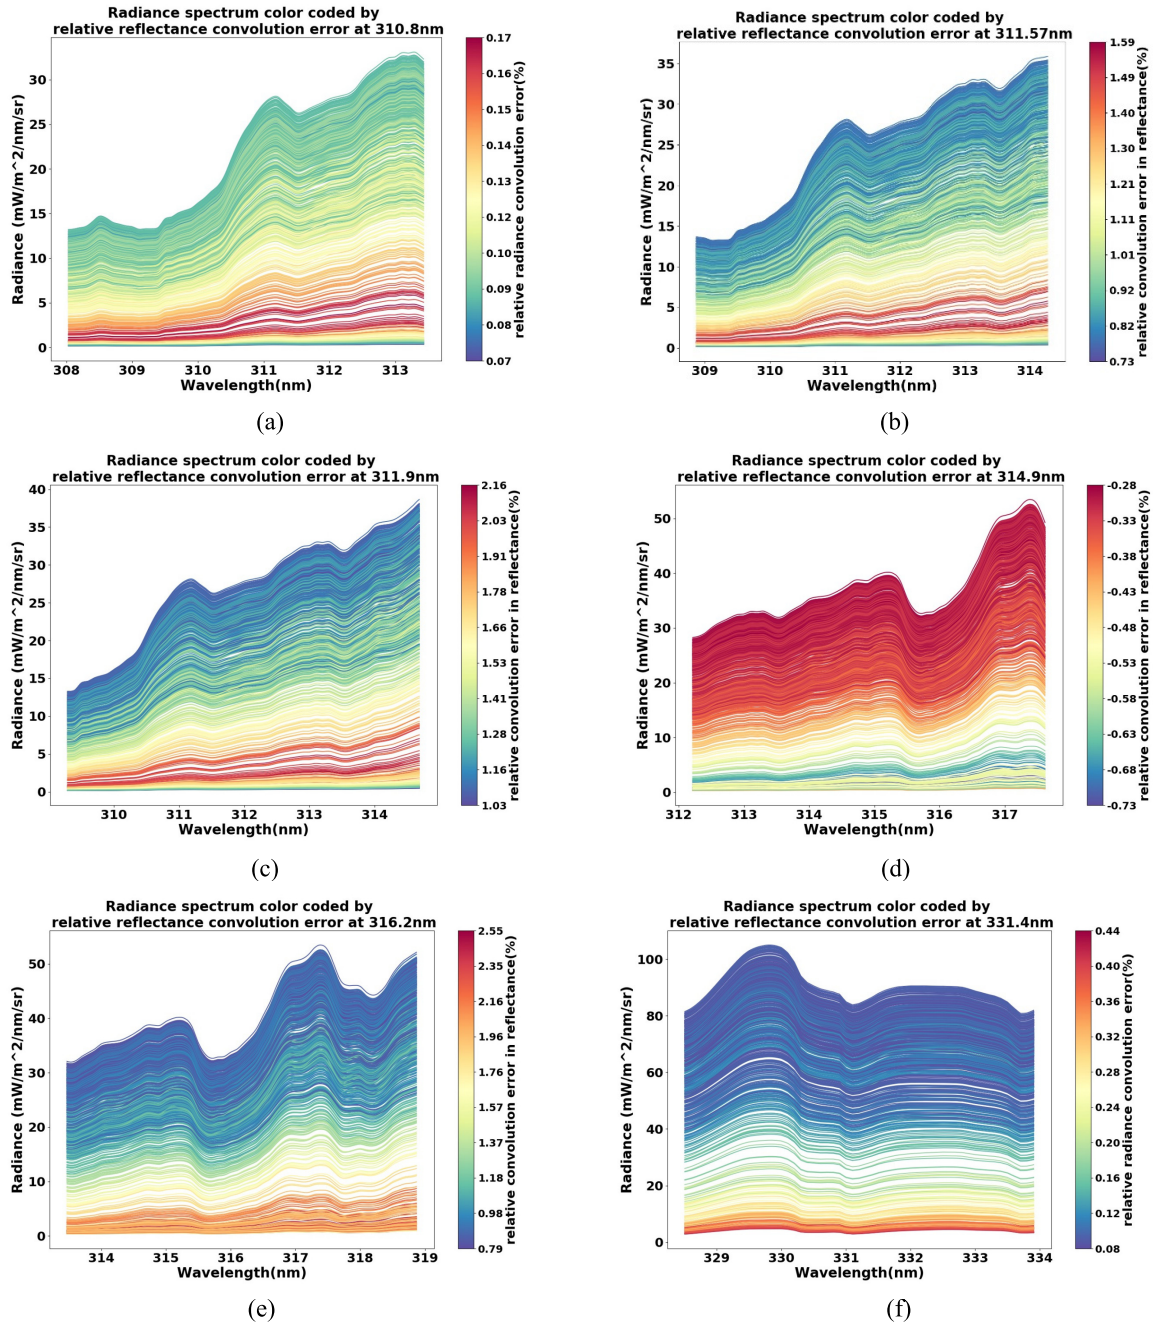 Radiance spectrum color coded by
relative reflectance convolution error at 310.8nm
Radiance (mW/m^2/nm/sr)
30
25
20
15
10
5
0
308 309 310 311 312 313
Wavelength(nm)
0.17
0.16
0.15
0.14
0.13
0.12
0.10
0.09
0.08
0.07
relative radiance convolution error(%)
(a)
Radiance spectrum color coded by
relative reflectance convolution error at 311.57nm
Radiance (mW/m^2/nm/sr)
35
30
25
20
15
10
5
0
309 310 311 312 313 314
Wavelength(nm)
1.59
1.49
1.40
1.30
1.21
1.11
1.01
0.92
0.82
0.73
relative convolution error in reflectance(%)
(b)
Radiance spectrum color coded by
relative reflectance convolution error at 311.9nm
Radiance (mW/m^2/nm/sr)
40
35
30
25
20
15
10
5
0
310 311 312 313 314
Wavelength(nm)
2.16
2.03
1.91
1.78
1.66
1.53
1.41
1.28
1.16
1.03
relative convolution error in reflectance(%)
(c)
Radiance spectrum color coded by
relative reflectance convolution error at 314.9nm
Radiance (mW/m^2/nm/sr)
50
40
30
20
10
0
312 313 314 315 316 317
Wavelength(nm)
-0.28
-0.33
-0.38
-0.43
-0.48
-0.53
-0.58
-0.63
-0.68
-0.73
relative convolution error in reflectance(%)
(d)
Radiance spectrum color coded by
relative reflectance convolution error at 316.2nm
Radiance (mW/m^2/nm/sr)
50
40
30
20
10
0
314 315 316 317 318 319
Wavelength(nm)
2.55
2.35
2.16
1.96
1.76
1.57
1.37
1.18
0.98
0.79
relative convolution error in reflectance(%)
(e)
Radiance spectrum color coded by
relative reflectance convolution error at 331.4nm
Radiance (mW/m^2/nm/sr)
100
80
60
40
20
0
329 330 331 332 333 334
Wavelength(nm)
0.44
0.40
0.36
0.32
0.28
0.24
0.20
0.16
0.12
0.08
relative radiance convolution error(%)
(f)